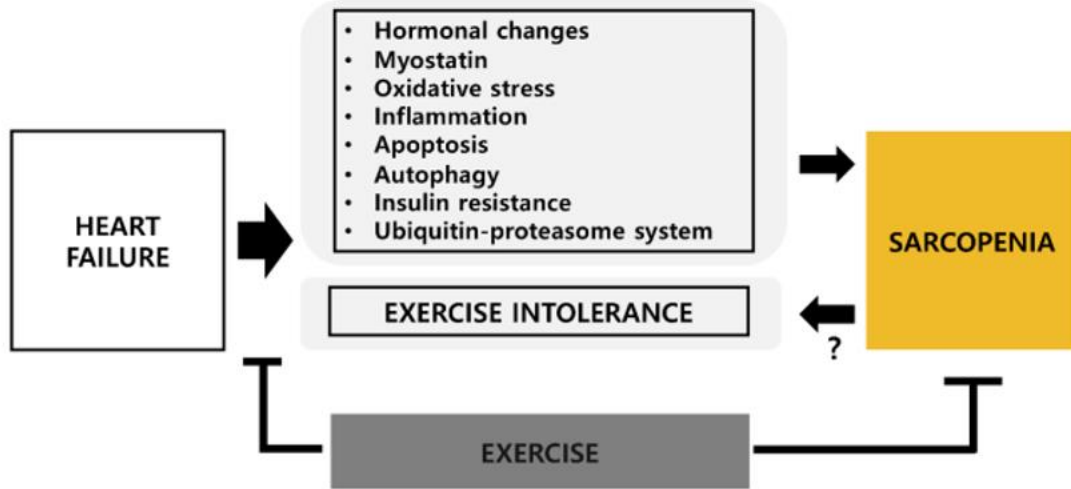 • Hormonal changes
• Myostatin
• Oxidative stress
• Inflammation
• Apoptosis
• Autophagy
• Insulin resistance
• Ubiquitin-proteasome system
HEART
FAILURE
SARCOPENIA
EXERCISE INTOLERANCE
?
EXERCISE